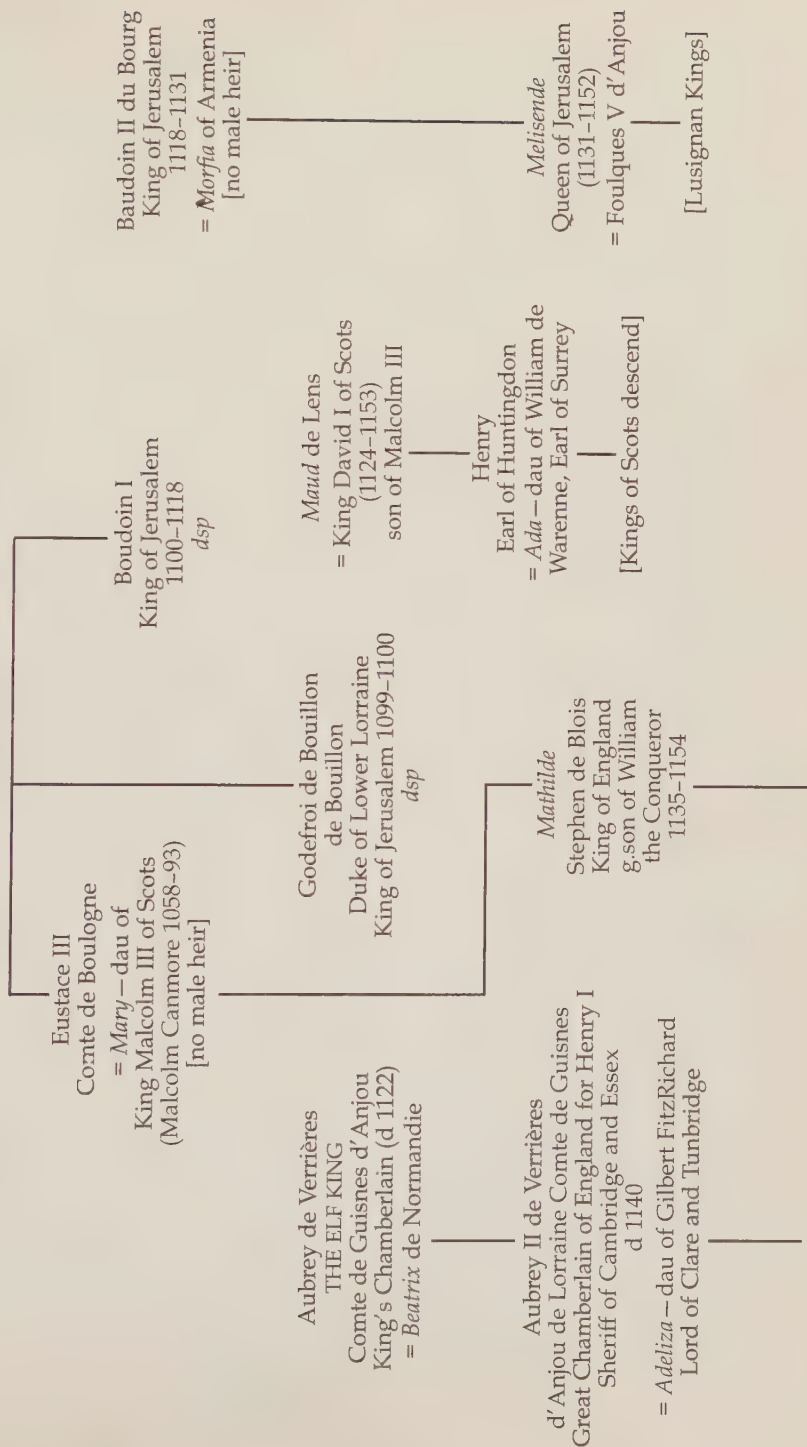 Eustace III
Comte de Boulogne
= Mary—dau of
King Malcolm III of Scots
(Malcolm Canmore 1058–93)
[no male heir]
Godefroi de Bouillon
de Bouillon
Duke of Lower Lorraine
King of Jerusalem 1099–1100
dsp
Boudoin I
King of Jerusalem
1100–1118
dsp
Baudoin II du Bourg
King of Jerusalem
1118–1131
= Morfia of Armenia
[no male heir]
Aubrey de Verrières
THE ELF KING
Comte de Guisnes d'Anjou
King's Chamberlain (d 1122)
= Beatrix de Normandie
Mathilde
Stephen de Blois
King of England
g.son of William
the Conqueror
1135–1154
Maud de Lens
= King David I of Scots
(1124–1153)
son of Malcolm III
Melisende
Queen of Jerusalem
(1131–1152)
= Foulques V d'Anjou
Aubrey II de Verrières
d'Anjou de Lorraine Comte de Guisnes
Great Chamberlain of England for Henry I
Sheriff of Cambridge and Essex
d 1140
= Adeliza—dau of Gilbert FitzRichard
Lord of Clare and Tunbridge
Henry
Earl of Huntingdon
= Ada—dau of William de
Warenne, Earl of Surrey
[Kings of Scots descend]
[Lusignan Kings]